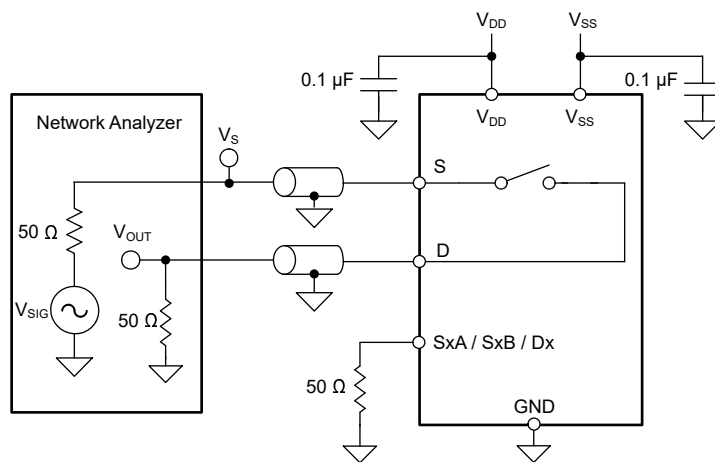 V_DD
V_SS
0.1 µF
0.1 µF
Network Analyzer
V_DD
V_SS
V_S
S
50 Ω
V_OUT
D
V_SIG
50 Ω
SxA / SxB / Dx
50 Ω
GND